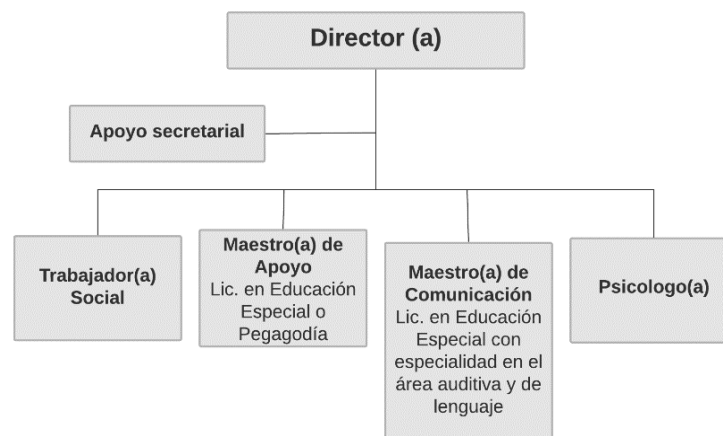 Director (a)
Apoyo secretarial
Trabajador(a)
Social
Maestro(a) de
Apoyo
Lic. en Educación
Especial o
Pegagodía
Maestro(a) de
Comunicación
Lic. en Educación
Especial con
especialidad en el
área auditiva y de
lenguaje
Psicologo(a)